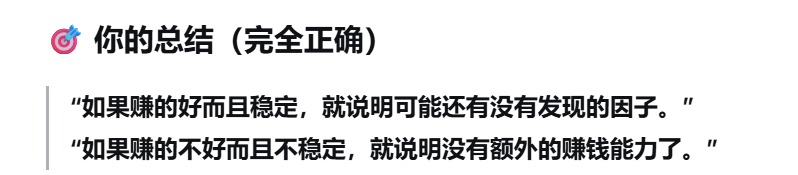 🎯 你的总结（完全正确）
“如果赚的好而且稳定，就说明可能还有没有发现的因子。”
“如果赚的不好而且不稳定，就说明没有额外的赚钱能力了。”